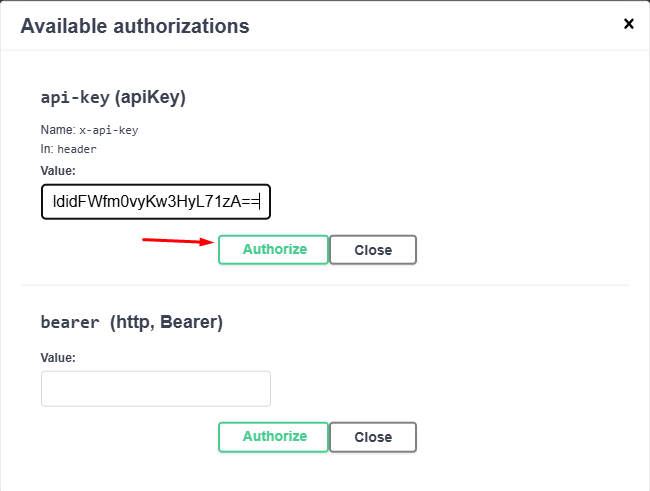 Available authorizations
×
api-key (apiKey)
Name: x-api-key
In: header
Value:
ldidFWfm0vyKw3HyL71zA==
Authorize
Close
bearer (http, Bearer)
Value:
Authorize
Close